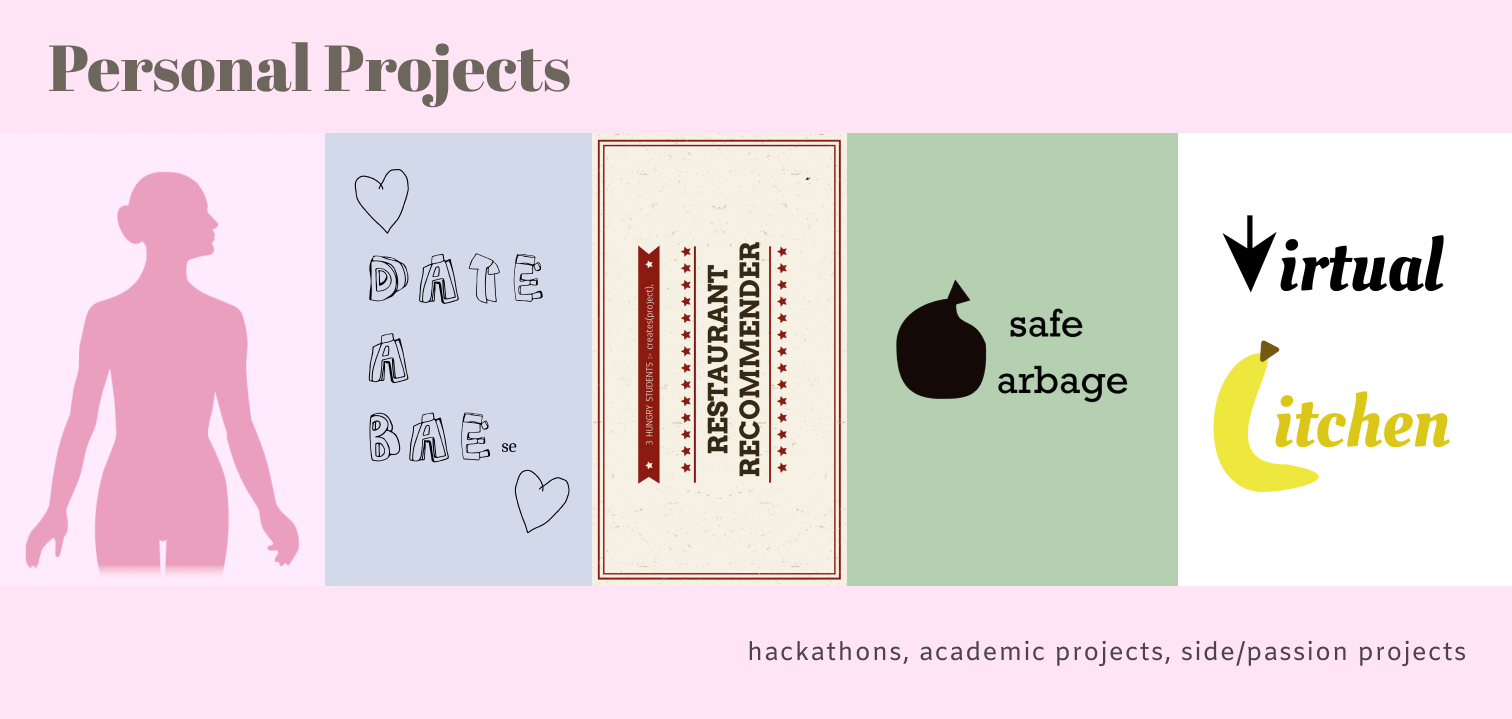 Personal Projects
DATE
A
BAE se
3 HUNGRY STUDENTS :- creates(project),
RESTAURANT
RECOMMENDER
safe
arbage
irtual
itchen
hackathons, academic projects, side/passion projects